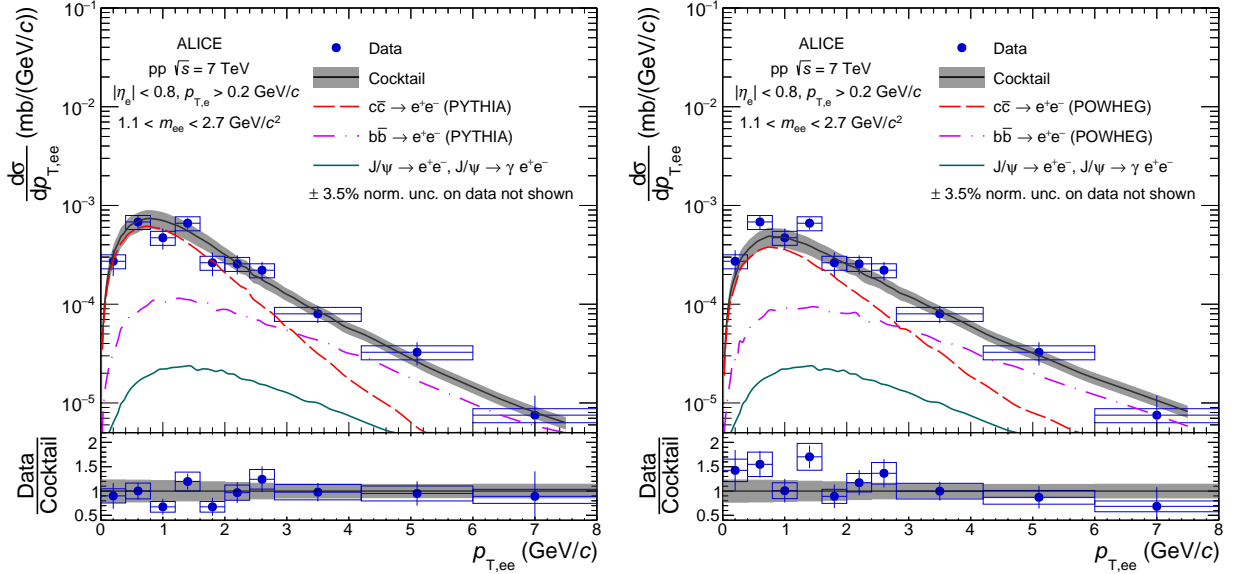 dσ/dp_T,ee (mb/(GeV/c))
10⁻¹
10⁻²
10⁻³
10⁻⁴
10⁻⁵
ALICE
pp √s = 7 TeV
|η_e| < 0.8, p_T,e > 0.2 GeV/c
1.1 < m_ee < 2.7 GeV/c²
Data
Cocktail
cc̅ → e⁺e⁻ (PYTHIA)
bb̅ → e⁺e⁻ (PYTHIA)
J/ψ → e⁺e⁻, J/ψ → γ e⁺e⁻
± 3.5% norm. unc. on data not shown
Data/Cocktail
2
1.5
1
0.5
0 1 2 3 4 5 6 7 8
p_T,ee (GeV/c)
dσ/dp_T,ee (mb/(GeV/c))
10⁻¹
10⁻²
10⁻³
10⁻⁴
10⁻⁵
ALICE
pp √s = 7 TeV
|η_e| < 0.8, p_T,e > 0.2 GeV/c
1.1 < m_ee < 2.7 GeV/c²
Data
Cocktail
cc̅ → e⁺e⁻ (POWHEG)
bb̅ → e⁺e⁻ (POWHEG)
J/ψ → e⁺e⁻, J/ψ → γ e⁺e⁻
± 3.5% norm. unc. on data not shown
Data/Cocktail
2
1.5
1
0.5
0 1 2 3 4 5 6 7 8
p_T,ee (GeV/c)